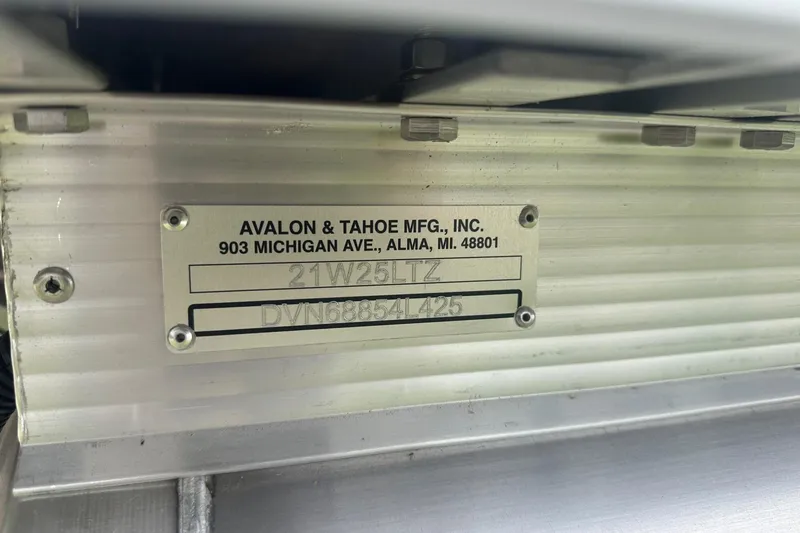 AVALON & TAHOE MFG., INC.
903 MICHIGAN AVE., ALMA, MI. 48801
21W25LTZ
DVN68854L425